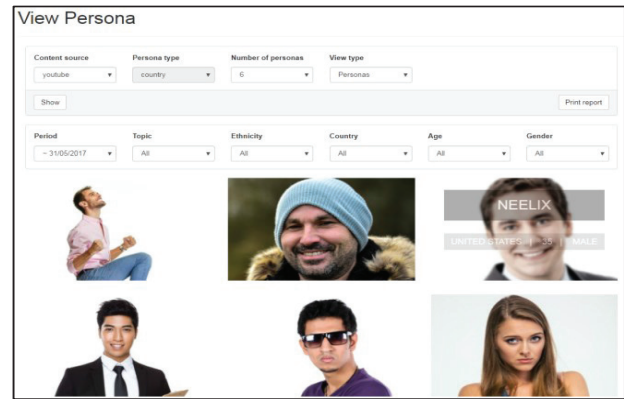 View Persona
Content source Persona type Number of personas View type
youtube country 6 Personas
Show Print report
Period Topic Ethnicity Country Age Gender
~ 31/05/2017 All All All All All
NEELIX
UNITED STATES | 35 | MALE